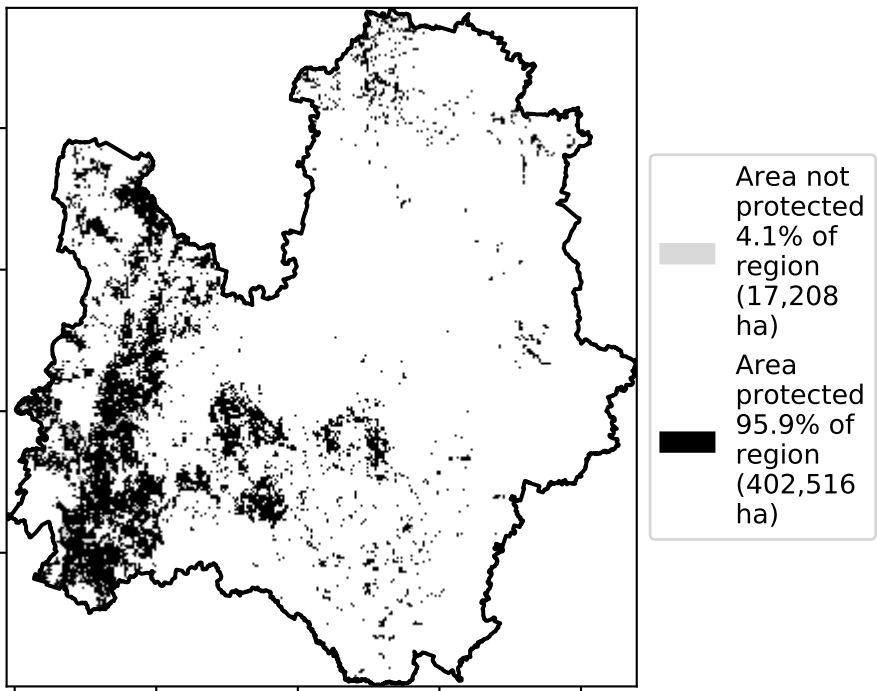 Area not
protected
4.1% of
region
(17,208
ha)
Area
protected
95.9% of
region
(402,516
ha)